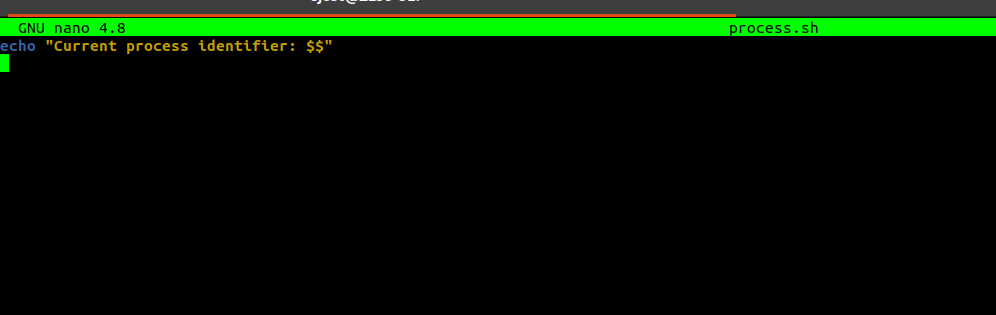 GNU nano 4.8 process.sh
echo "Current process identifier: $$"